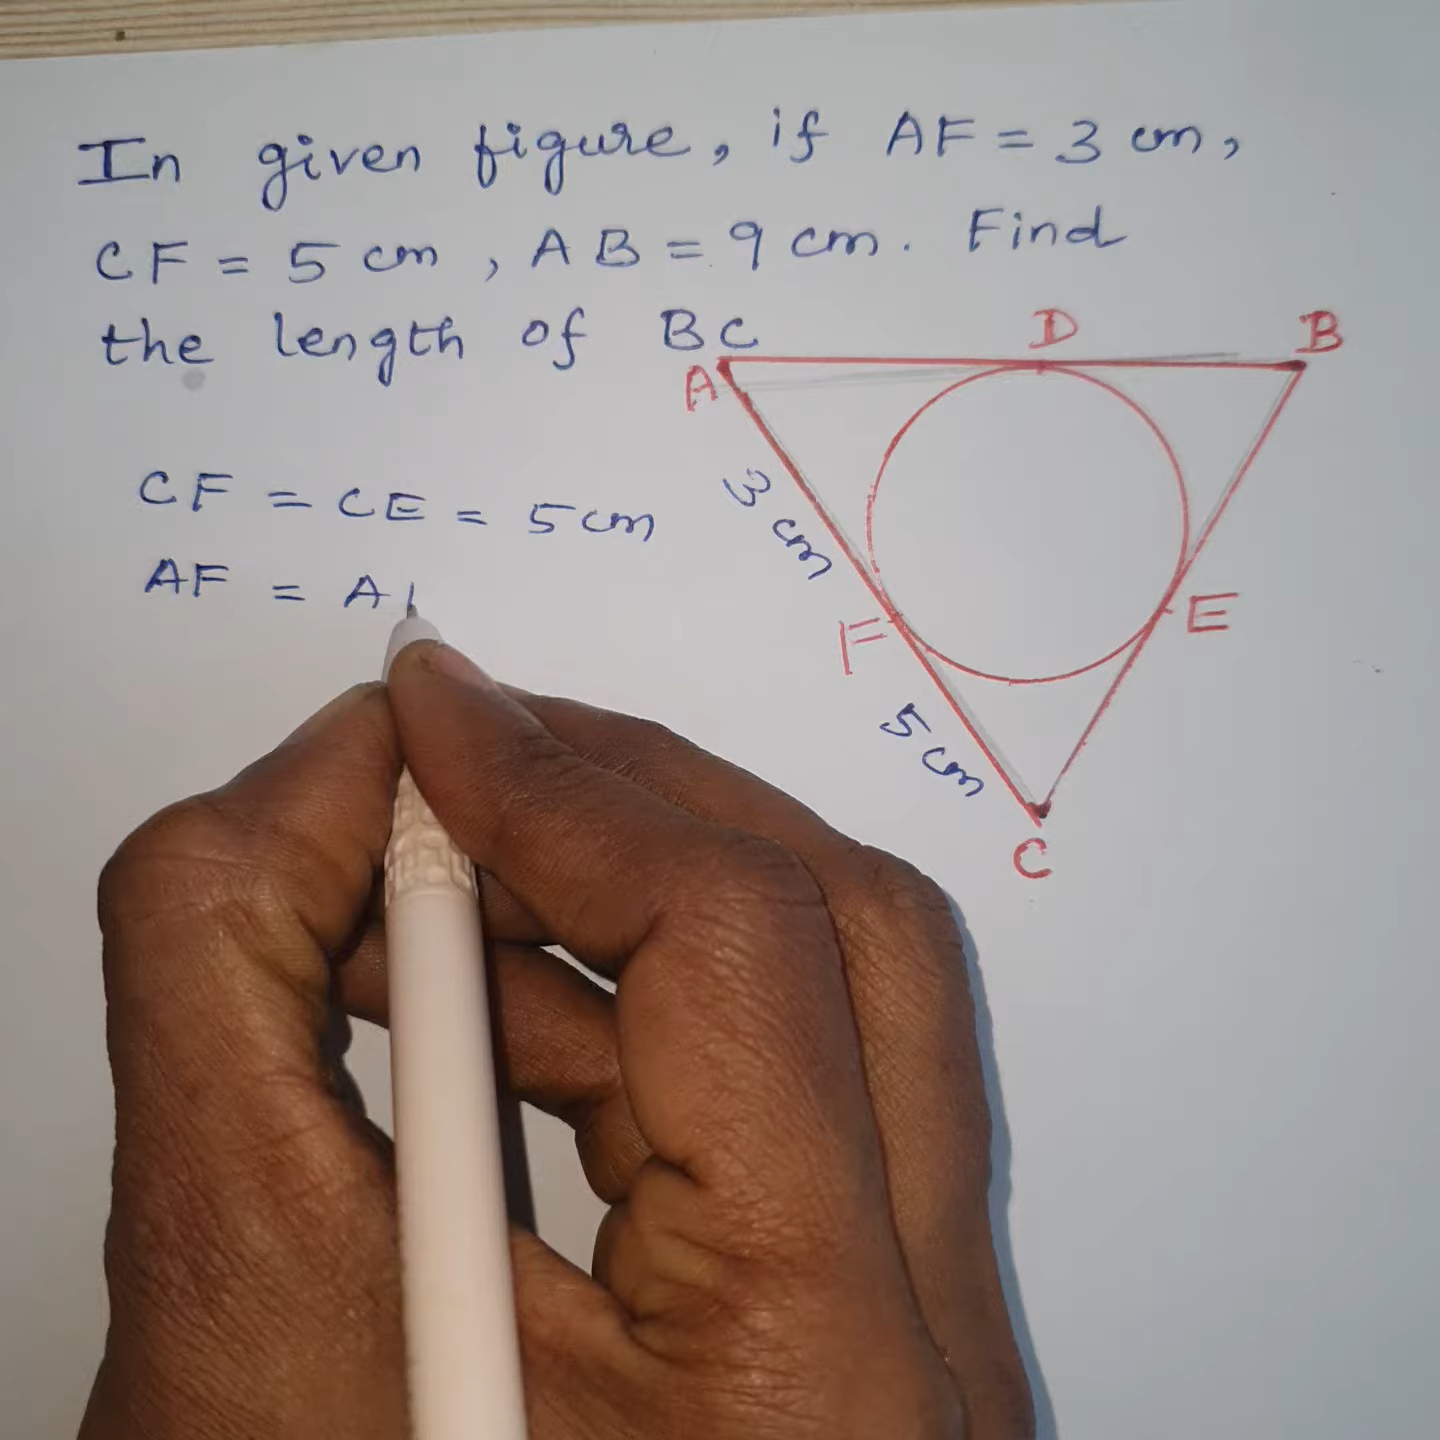 In given figure, if AF = 3 cm,
CF = 5 cm, AB = 9 cm. Find
the length of BC
D
B
A
CF = CE = 5 cm
3 cm
AF = A
E
F
5 cm
C